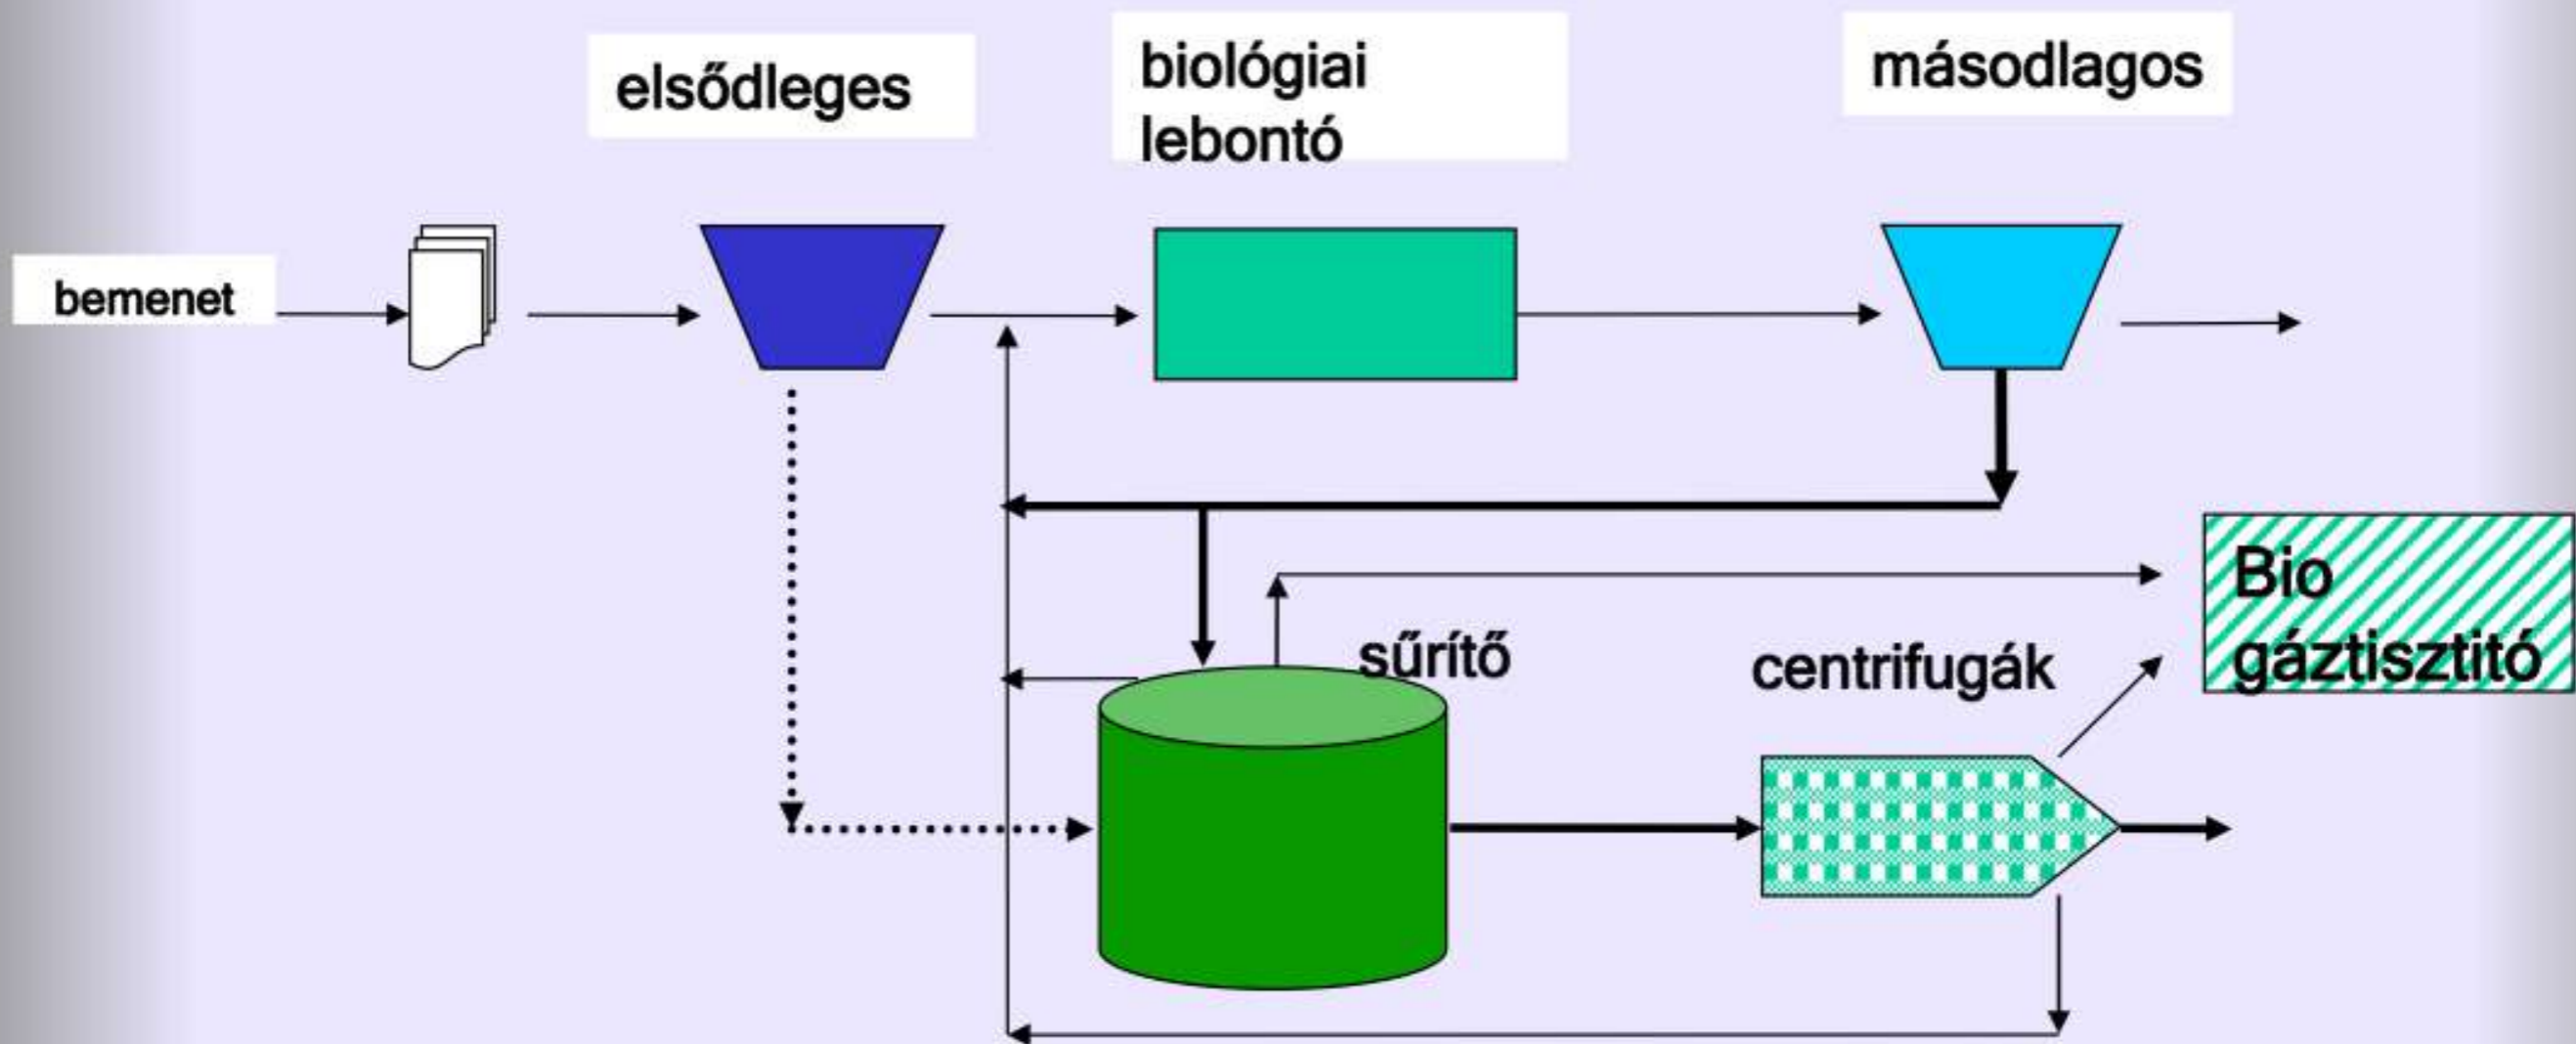 elsődleges
biológiai
lebontó
másodlagos
bemenet
Bio
gáztisztitó
sűrítő
centrifugák